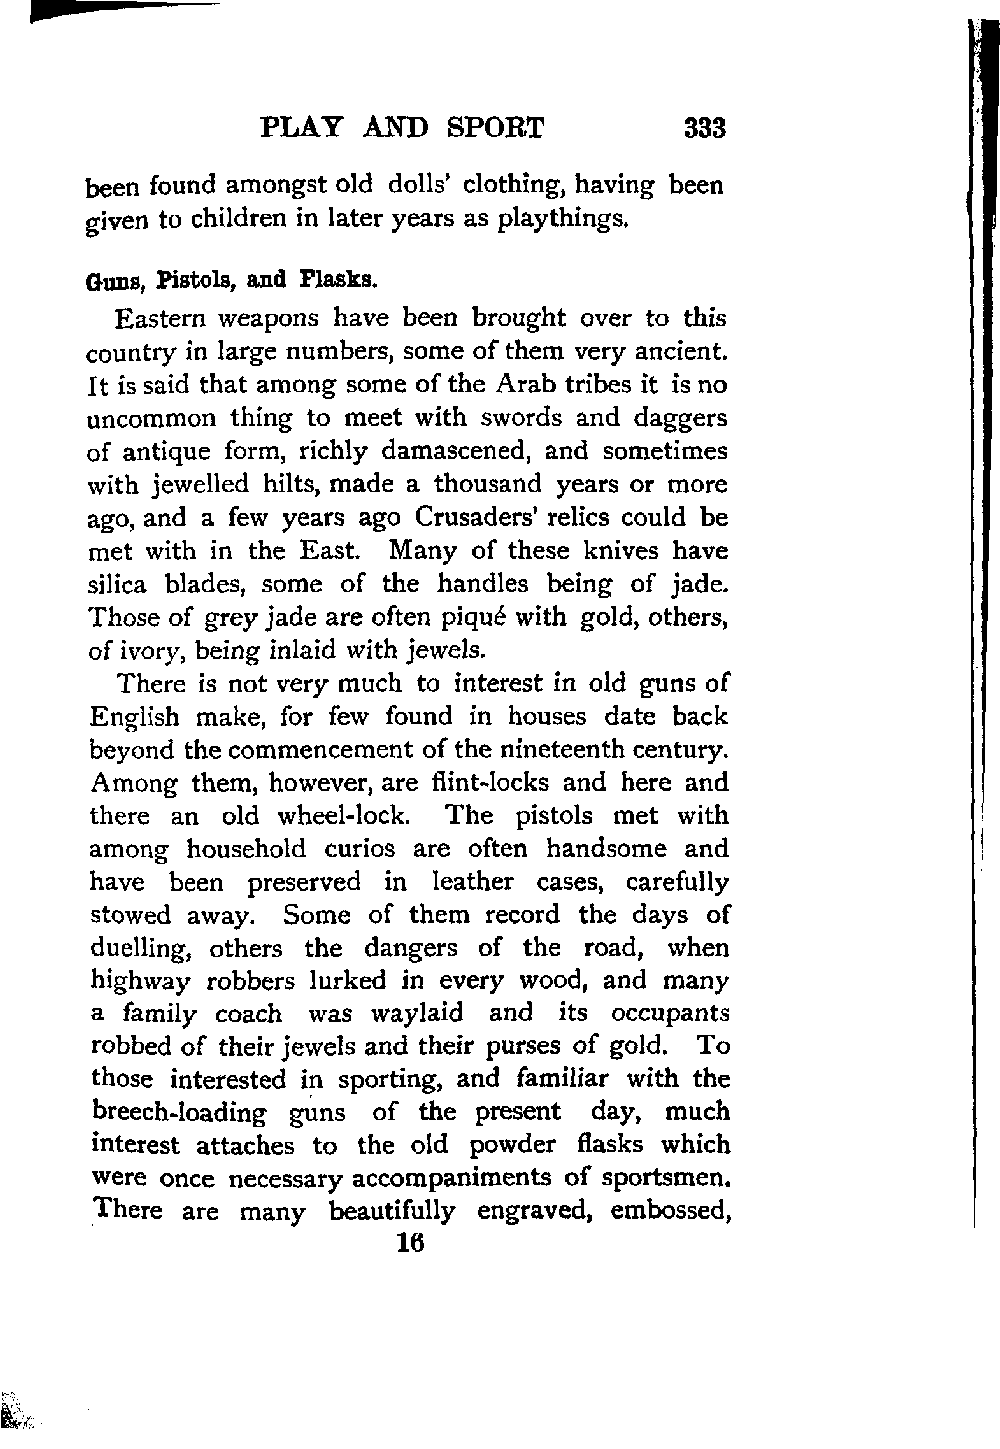 PLAY AND SPORT 333
been found amongst old dolls' clothing, having been
given to children in later years as playthings.
Guns, Pistols, and Flasks.
Eastern weapons have been brought over to this
country in large numbers, some of them very ancient.
It is said that among some of the Arab tribes it is no
uncommon thing to meet with swords and daggers
of antique form, richly damascened, and sometimes
with jewelled hilts, made a thousand years or more
ago, and a few years ago Crusaders' relics could be
met with in the East. Many of these knives have
silica blades, some of the handles being of jade.
Those of grey jade are often piqué with gold, others,
of ivory, being inlaid with jewels.
There is not very much to interest in old guns of
English make, for few found in houses date back
beyond the commencement of the nineteenth century.
Among them, however, are flint-locks and here and
there an old wheel-lock. The pistols met with
among household curios are often handsome and
have been preserved in leather cases, carefully
stowed away. Some of them record the days of
duelling, others the dangers of the road, when
highway robbers lurked in every wood, and many
a family coach was waylaid and its occupants
robbed of their jewels and their purses of gold. To
those interested in sporting, and familiar with the
breech-loading guns of the present day, much
interest attaches to the old powder flasks which
were once necessary accompaniments of sportsmen.
There are many beautifully engraved, embossed,
16